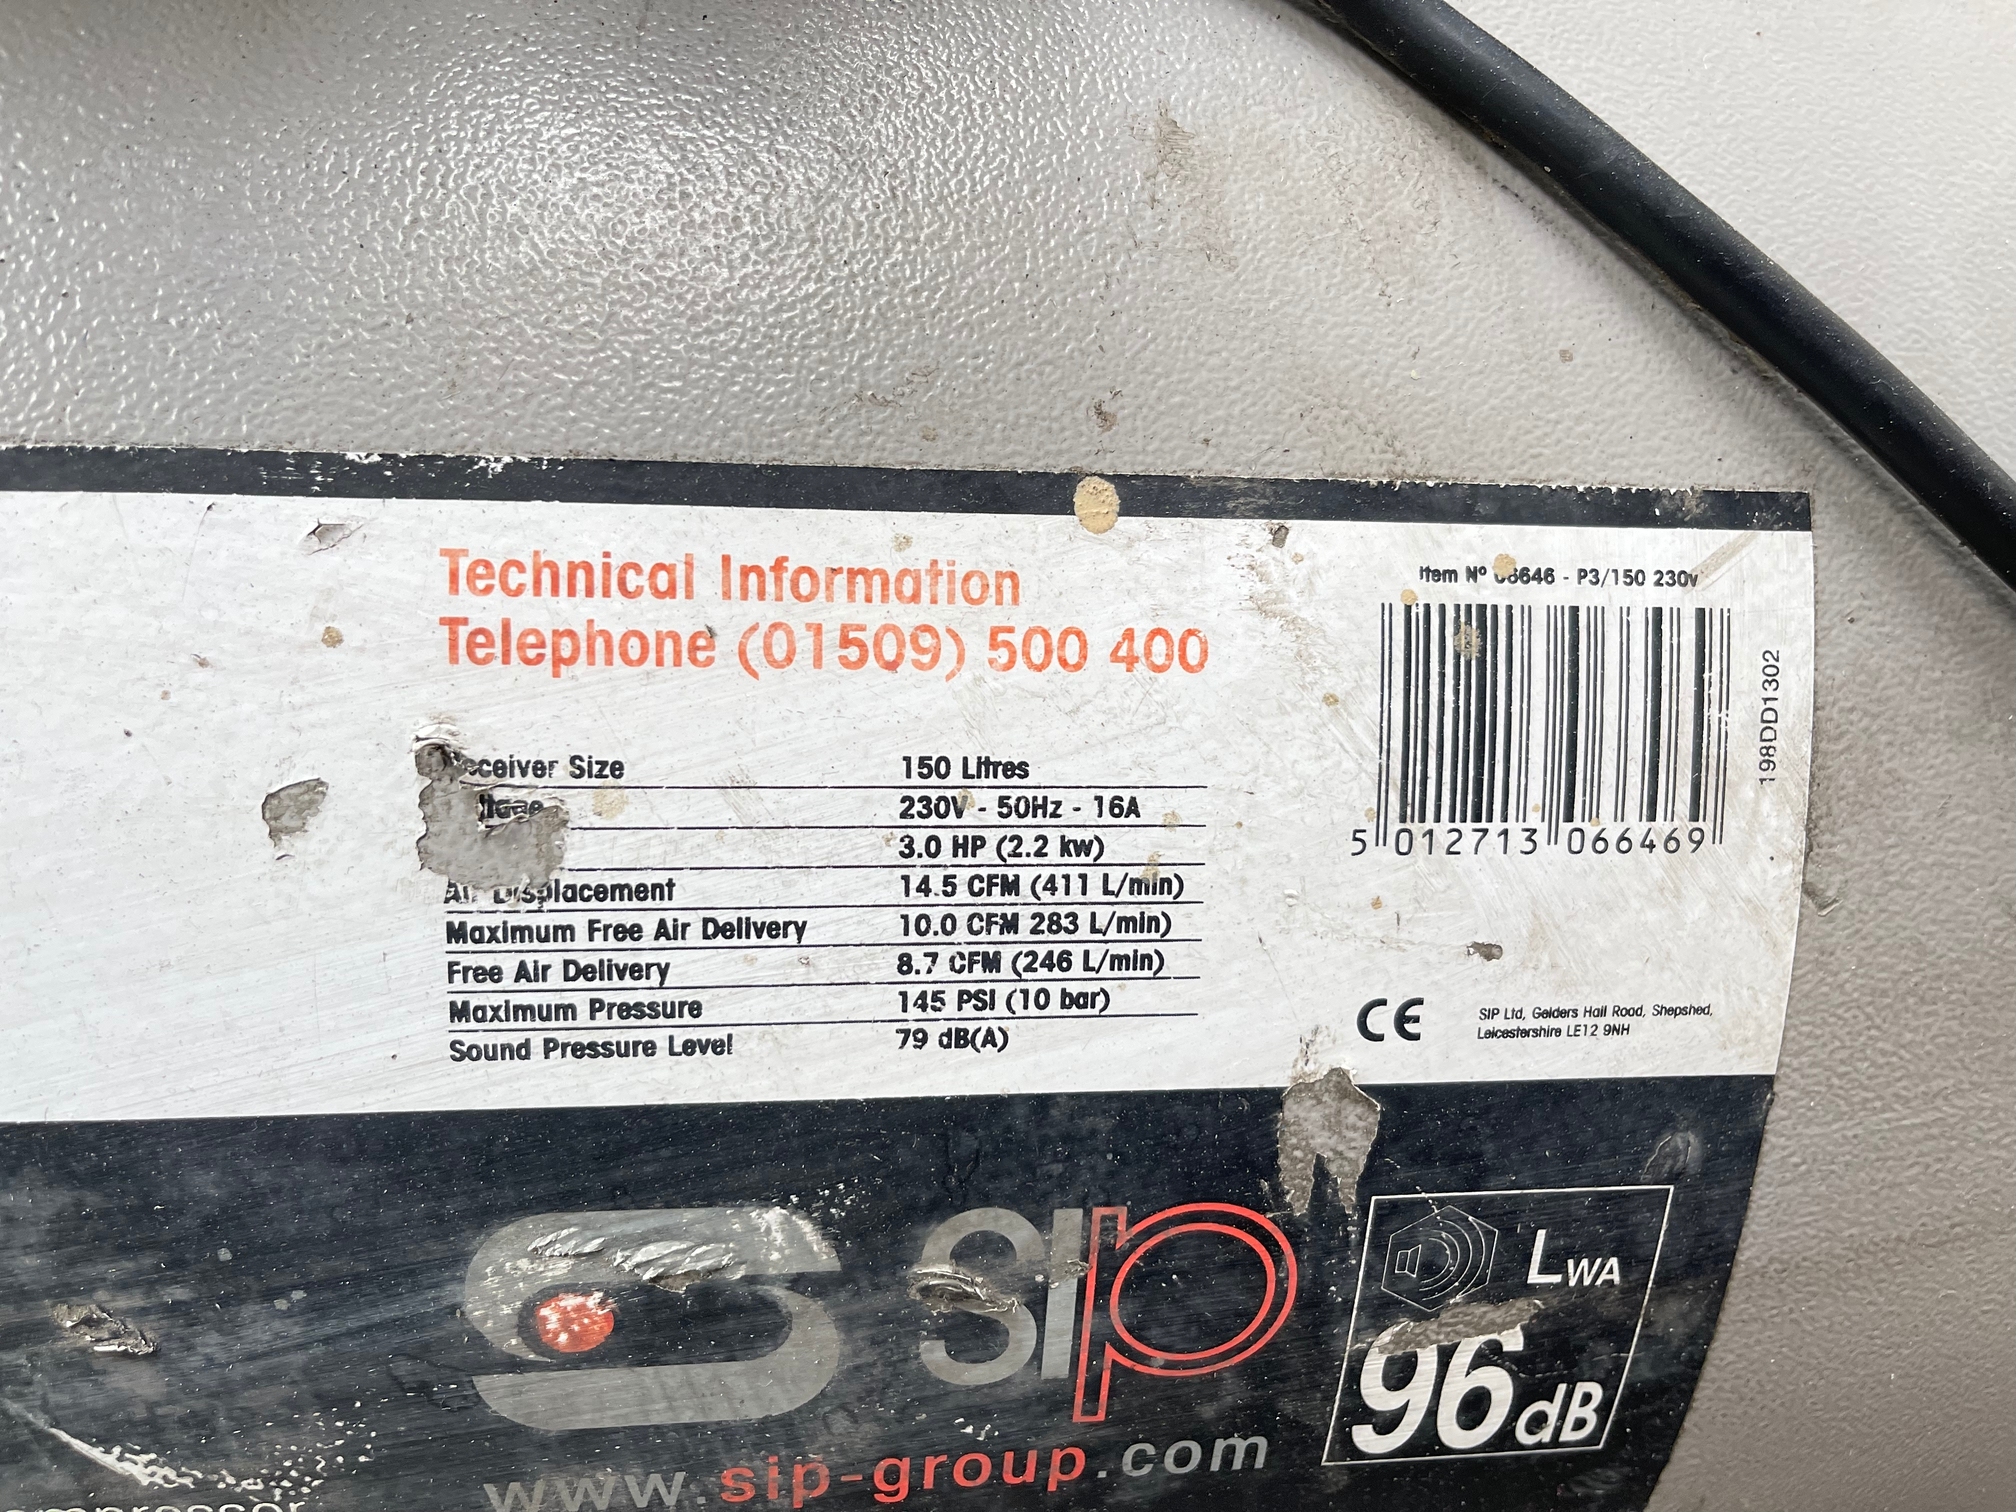 Technical Information
Telephone (01509) 500 400
Size 150 Litres
230V - 50Hz - 16A
3.0 HP (2.2 kw)
14.5 CFM (411 L/min)
Maximum Free Air Delivery 10.0 CFM 283 L/min)
Free Air Delivery 8.7 CFM (246 L/min)
Maximum Pressure 145 PSI (10 bar)
Sound Pressure Level 79 dB(A)
Item Nº - P3/150 230v
5 012713 066469
198DD1302
CE
SIP Ltd, Gelders Hall Road, Shepshed,
Leicestershire LE12 9NH
sip
www.sip-group.com
LWA
96 dB